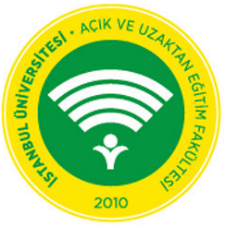 İSTANBUL ÜNİVERSİTESİ • AÇIK VE UZAKTAN EĞİTİM FAKÜLTESİ
2010